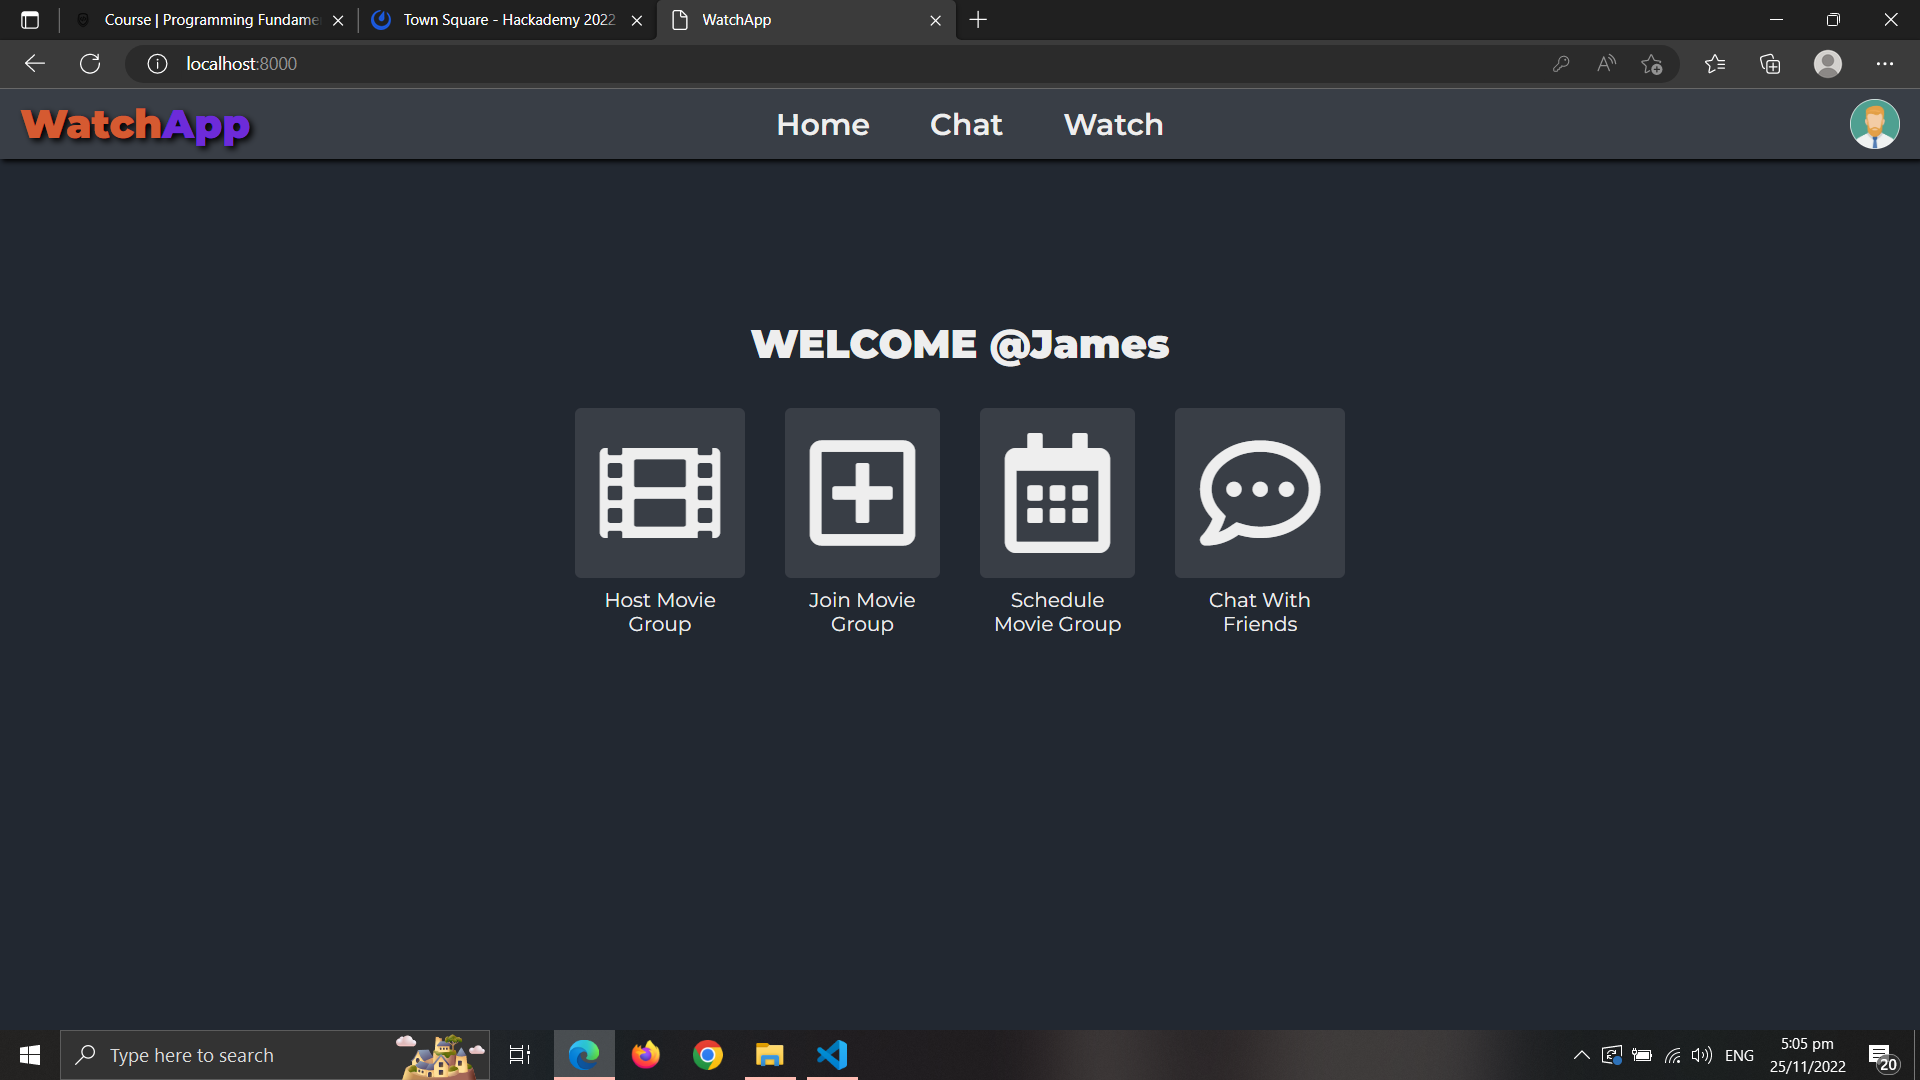 Course | Programming Fundame
Town Square - Hackademy 2022
WatchApp
localhost:8000
WatchApp
Home
Chat
Watch
WELCOME @James
Host Movie
Group
Join Movie
Group
Schedule
Movie Group
Chat With
Friends
Type here to search
ENG
5:05 pm
25/11/2022
20